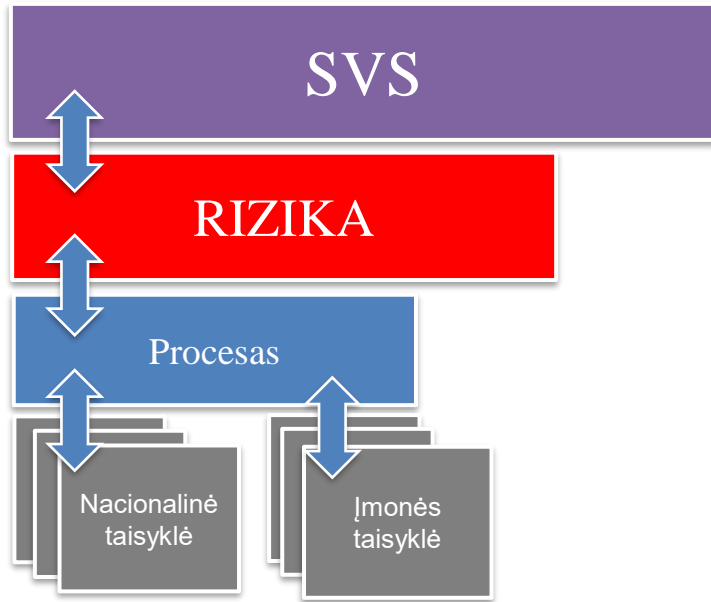 SVS
RIZIKA
Procesas
Nacionalinė
taisyklė
Įmonės
taisyklė